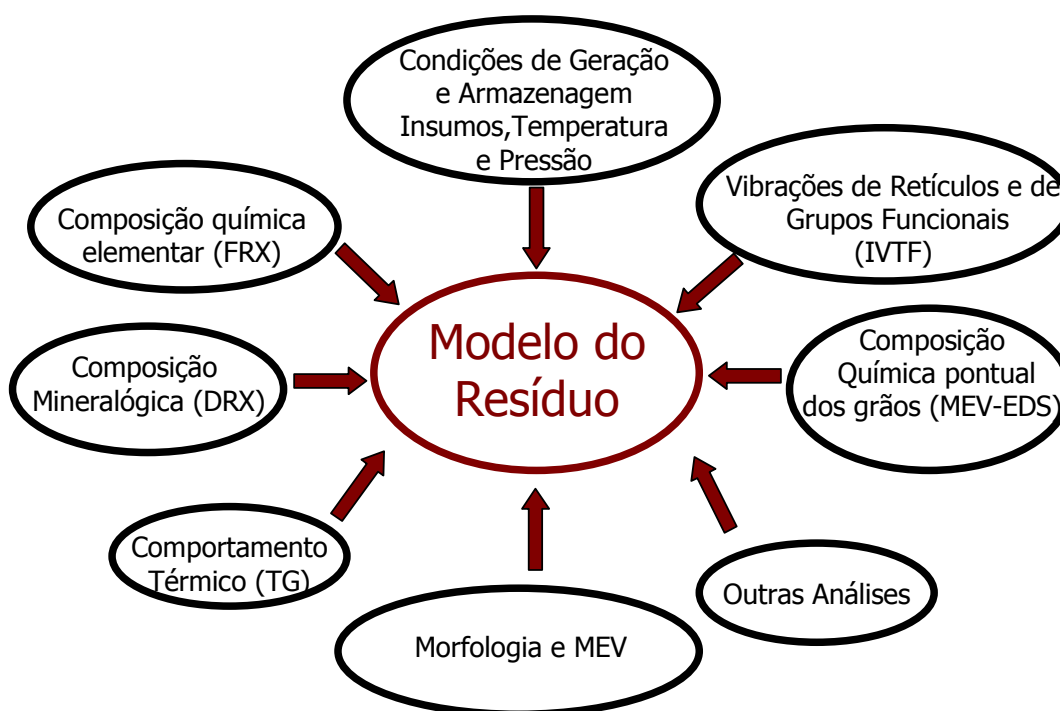 Condições de Geração
e Armazenagem
Insumos,Temperatura
e Pressão
Composição química
elementar (FRX)
Vibrações de Retículos e de
Grupos Funcionais
(IVTF)
Modelo do
Resíduo
Composição
Mineralógica (DRX)
Composição
Química pontual
dos grãos (MEV-EDS)
Comportamento
Térmico (TG)
Morfologia e MEV
Outras Análises